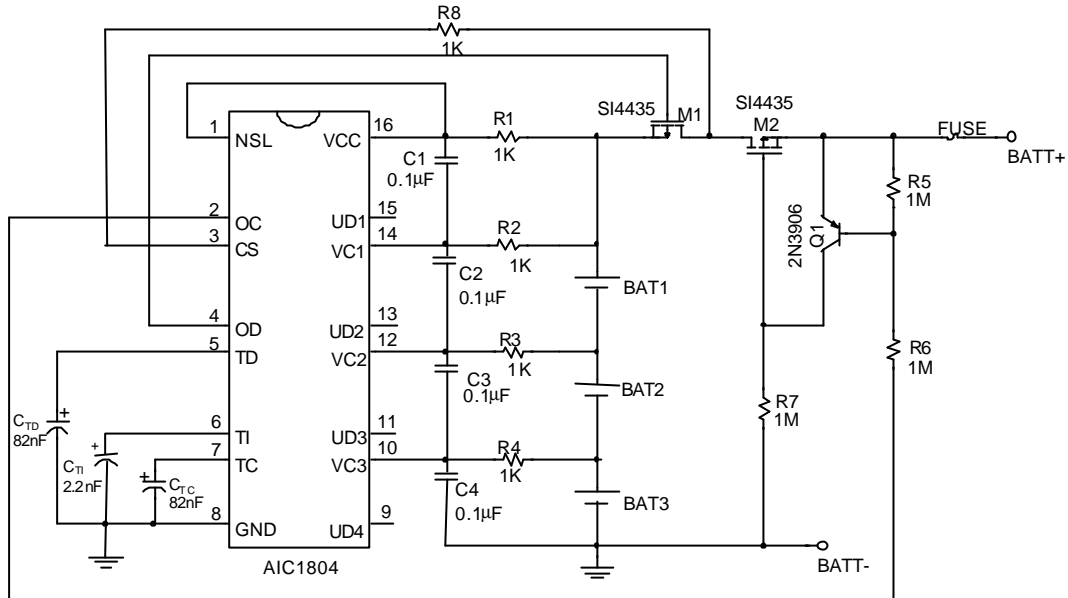 R8
1K
SI4435
M1
SI4435
M2
FUSE
BATT+
1
NSL
VCC
16
R1
1K
C1
0.1µF
R5
1M
2
OC
3
CS
UD1
15
VC1
14
R2
1K
2N3906
Q1
C2
0.1µF
BAT1
4
OD
5
TD
UD2
13
VC2
12
R3
1K
R6
1M
C3
0.1µF
BAT2
R7
1M
CTD
82nF
6
TI
7
TC
UD3
11
VC3
10
R4
1K
CTI
2.2nF
CTC
82nF
C4
0.1µF
BAT3
8
GND
UD4
9
AIC1804
BATT-